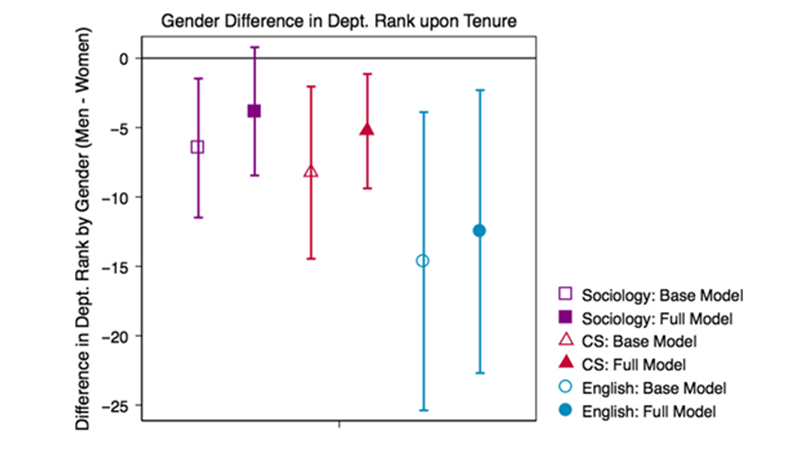 Gender Difference in Dept. Rank upon Tenure
Difference in Dept. Rank by Gender (Men - Women)
0
−5
−10
−15
−20
−25
Sociology: Base Model
Sociology: Full Model
CS: Base Model
CS: Full Model
English: Base Model
English: Full Model